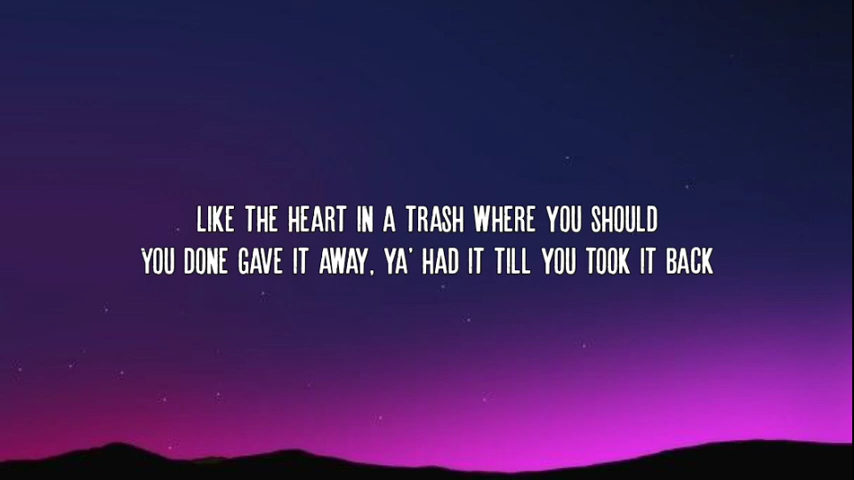 LIKE THE HEART IN A TRASH WHERE YOU SHOULD
YOU DONE GAVE IT AWAY, YA' HAD IT TILL YOU TOOK IT BACK